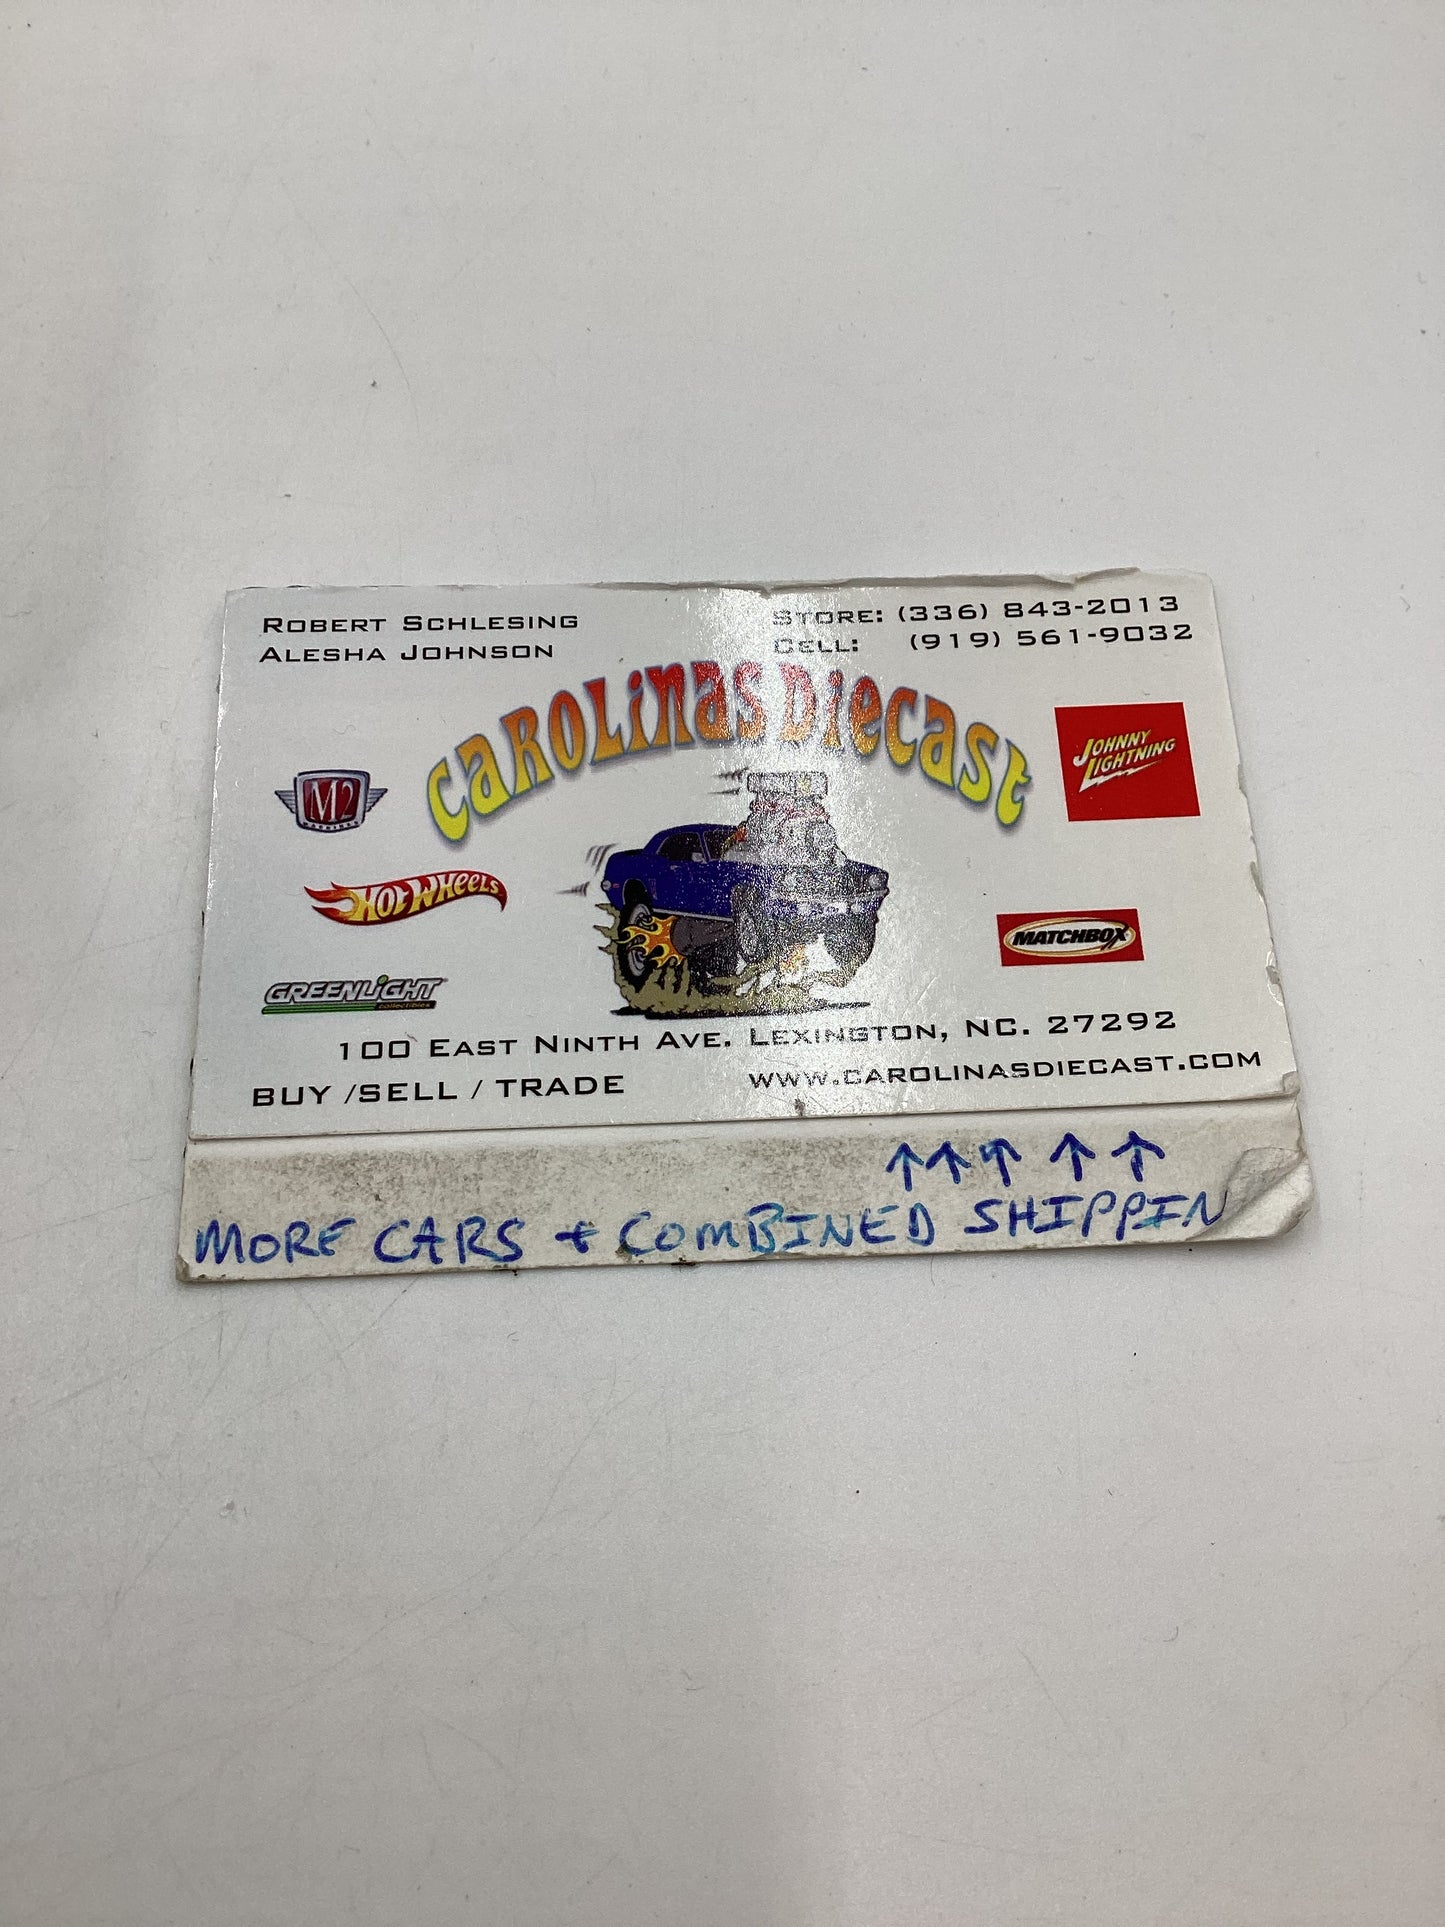 ROBERT SCHLESING
ALESHA JOHNSON
STORE: (336) 843-2013
CELL: (919) 561-9032
CAROLINAS DIECAST
M2
MACHINES
JOHNNY
LIGHTNING
HOT WHEELS
MATCHBOX
GREENLIGHT
collectibles
100 EAST NINTH AVE. LEXINGTON, NC. 27292
BUY /SELL / TRADE
WWW.CAROLINASDIECAST.COM
↑↑↑ ↑ ↑
MORE CARS + COMBINED SHIPPIN